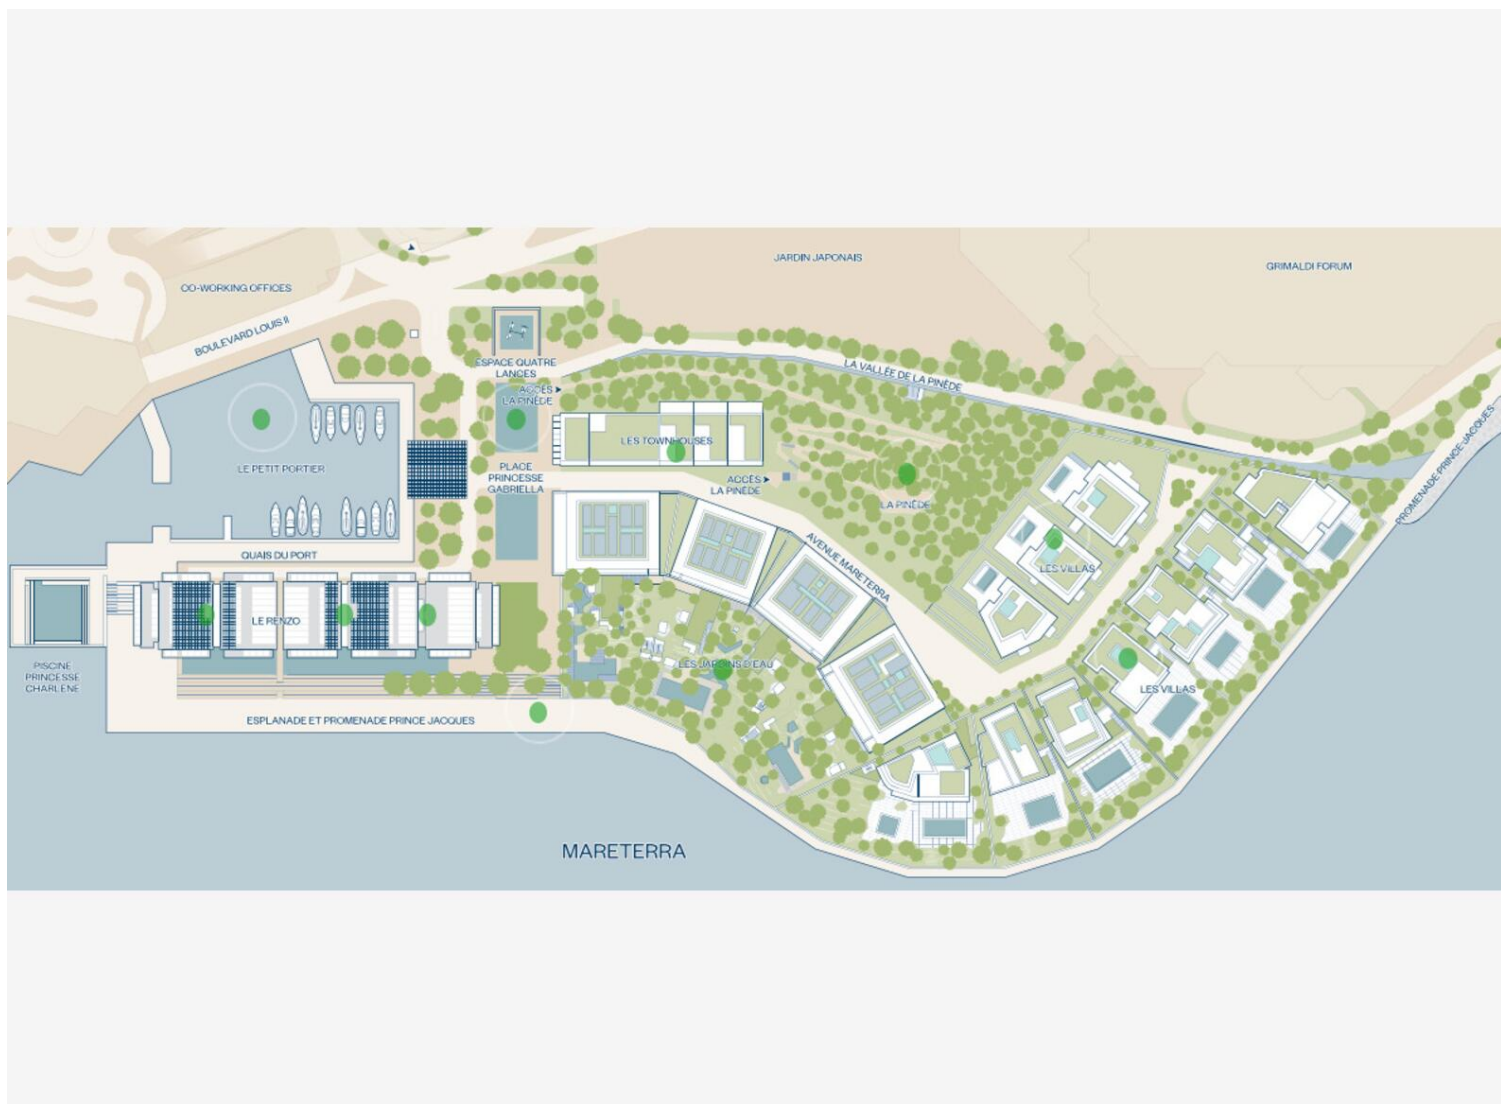 JARDIN JAPONAIS
GRIMALDI FORUM
CO-WORKING OFFICES
BOULEVARD LOUIS II
ESPACE QUATRE
LANCES
LA VALLÉE DE LA PINÈDE
ACCÈS
LA PINÈDE
LES TOWNHOUSES
PROMENADE PRINCE JACQUES
LE PETIT PORTIER
PLACE
PRINCESSE
GABRIELLA
ACCÈS
LA PINÈDE
LA PINÈDE
QUAIS DU PORT
AVENUE MARETERRA
LES VILLAS
LE RENZO
PISCINE
PRINCESSE
CHARLENE
LES JARDINS D'EAU
LES VILLAS
ESPLANADE ET PROMENADE PRINCE JACQUES
MARETERRA